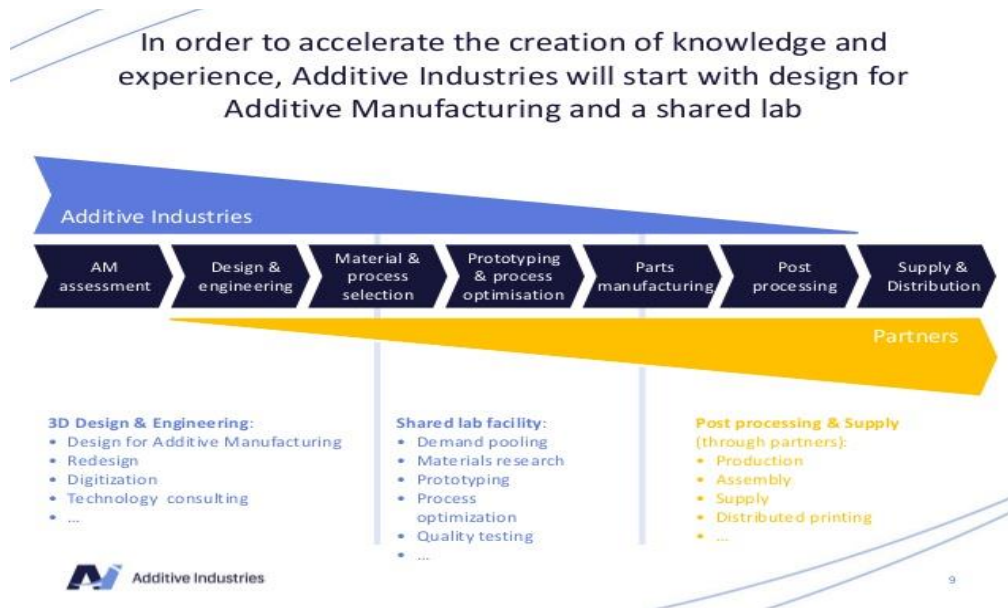 In order to accelerate the creation of knowledge and
experience, Additive Industries will start with design for
Additive Manufacturing and a shared lab
Additive Industries
AM
assessment
Design &
engineering
Material &
process
selection
Prototyping
& process
optimisation
Parts
manufacturing
Post
processing
Supply &
Distribution
Partners
3D Design & Engineering:
• Design for Additive Manufacturing
• Redesign
• Digitization
• Technology consulting
• ...
Shared lab facility:
• Demand pooling
• Materials research
• Prototyping
• Process
optimization
• Quality testing
• ...
Post processing & Supply
(through partners):
• Production
• Assembly
• Supply
• Distributed printing
• ...
Additive Industries
9